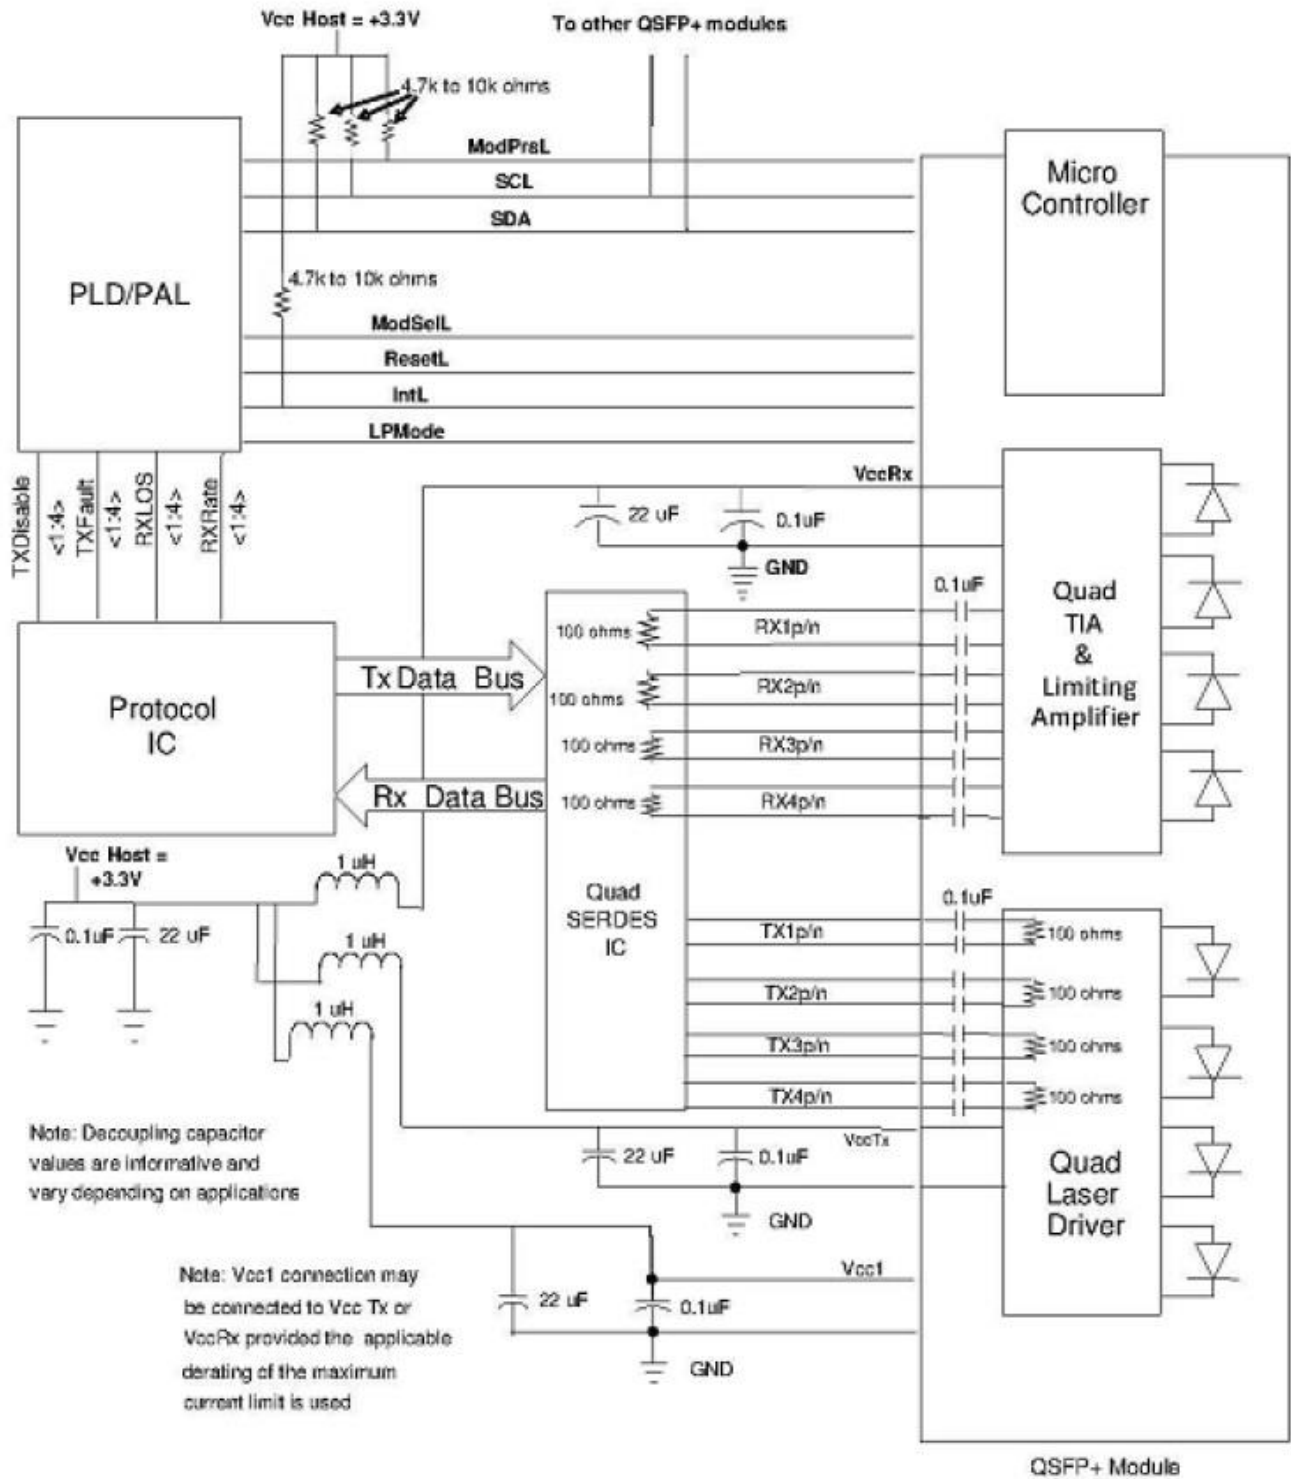 Vcc Host = +3.3V
To other QSFP+ modules
4.7k to 10k ohms
ModPrsL
SCL
SDA
Micro
Controller
PLD/PAL
4.7k to 10k ohms
ModSelL
ResetL
IntL
LPMode
TXDisable
<1:4>
TXFault
<1:4>
RXLOS
<1:4>
RXRate
<1:4>
VccRx
22 uF
0.1uF
GND
0.1uF
Quad
TIA
&
Limiting
Amplifier
100 ohms
RX1p/n
100 ohms
RX2p/n
100 ohms
RX3p/n
100 ohms
RX4p/n
Tx Data Bus
Protocol
IC
Rx Data Bus
Vcc Host =
+3.3V
1 uH
0.1uF
22 uF
1 uH
1 uH
Quad
SERDES
IC
0.1uF
TX1p/n
100 ohms
TX2p/n
100 ohms
TX3p/n
100 ohms
TX4p/n
100 ohms
VccTx
22 uF
0.1uF
GND
Quad
Laser
Driver
Note: Decoupling capacitor
values are informative and
vary depending on applications
Note: Vcc1 connection may
be connected to Vcc Tx or
VccRx provided the applicable
derating of the maximum
current limit is used
Vcc1
22 uF
0.1uF
GND
QSFP+ Module